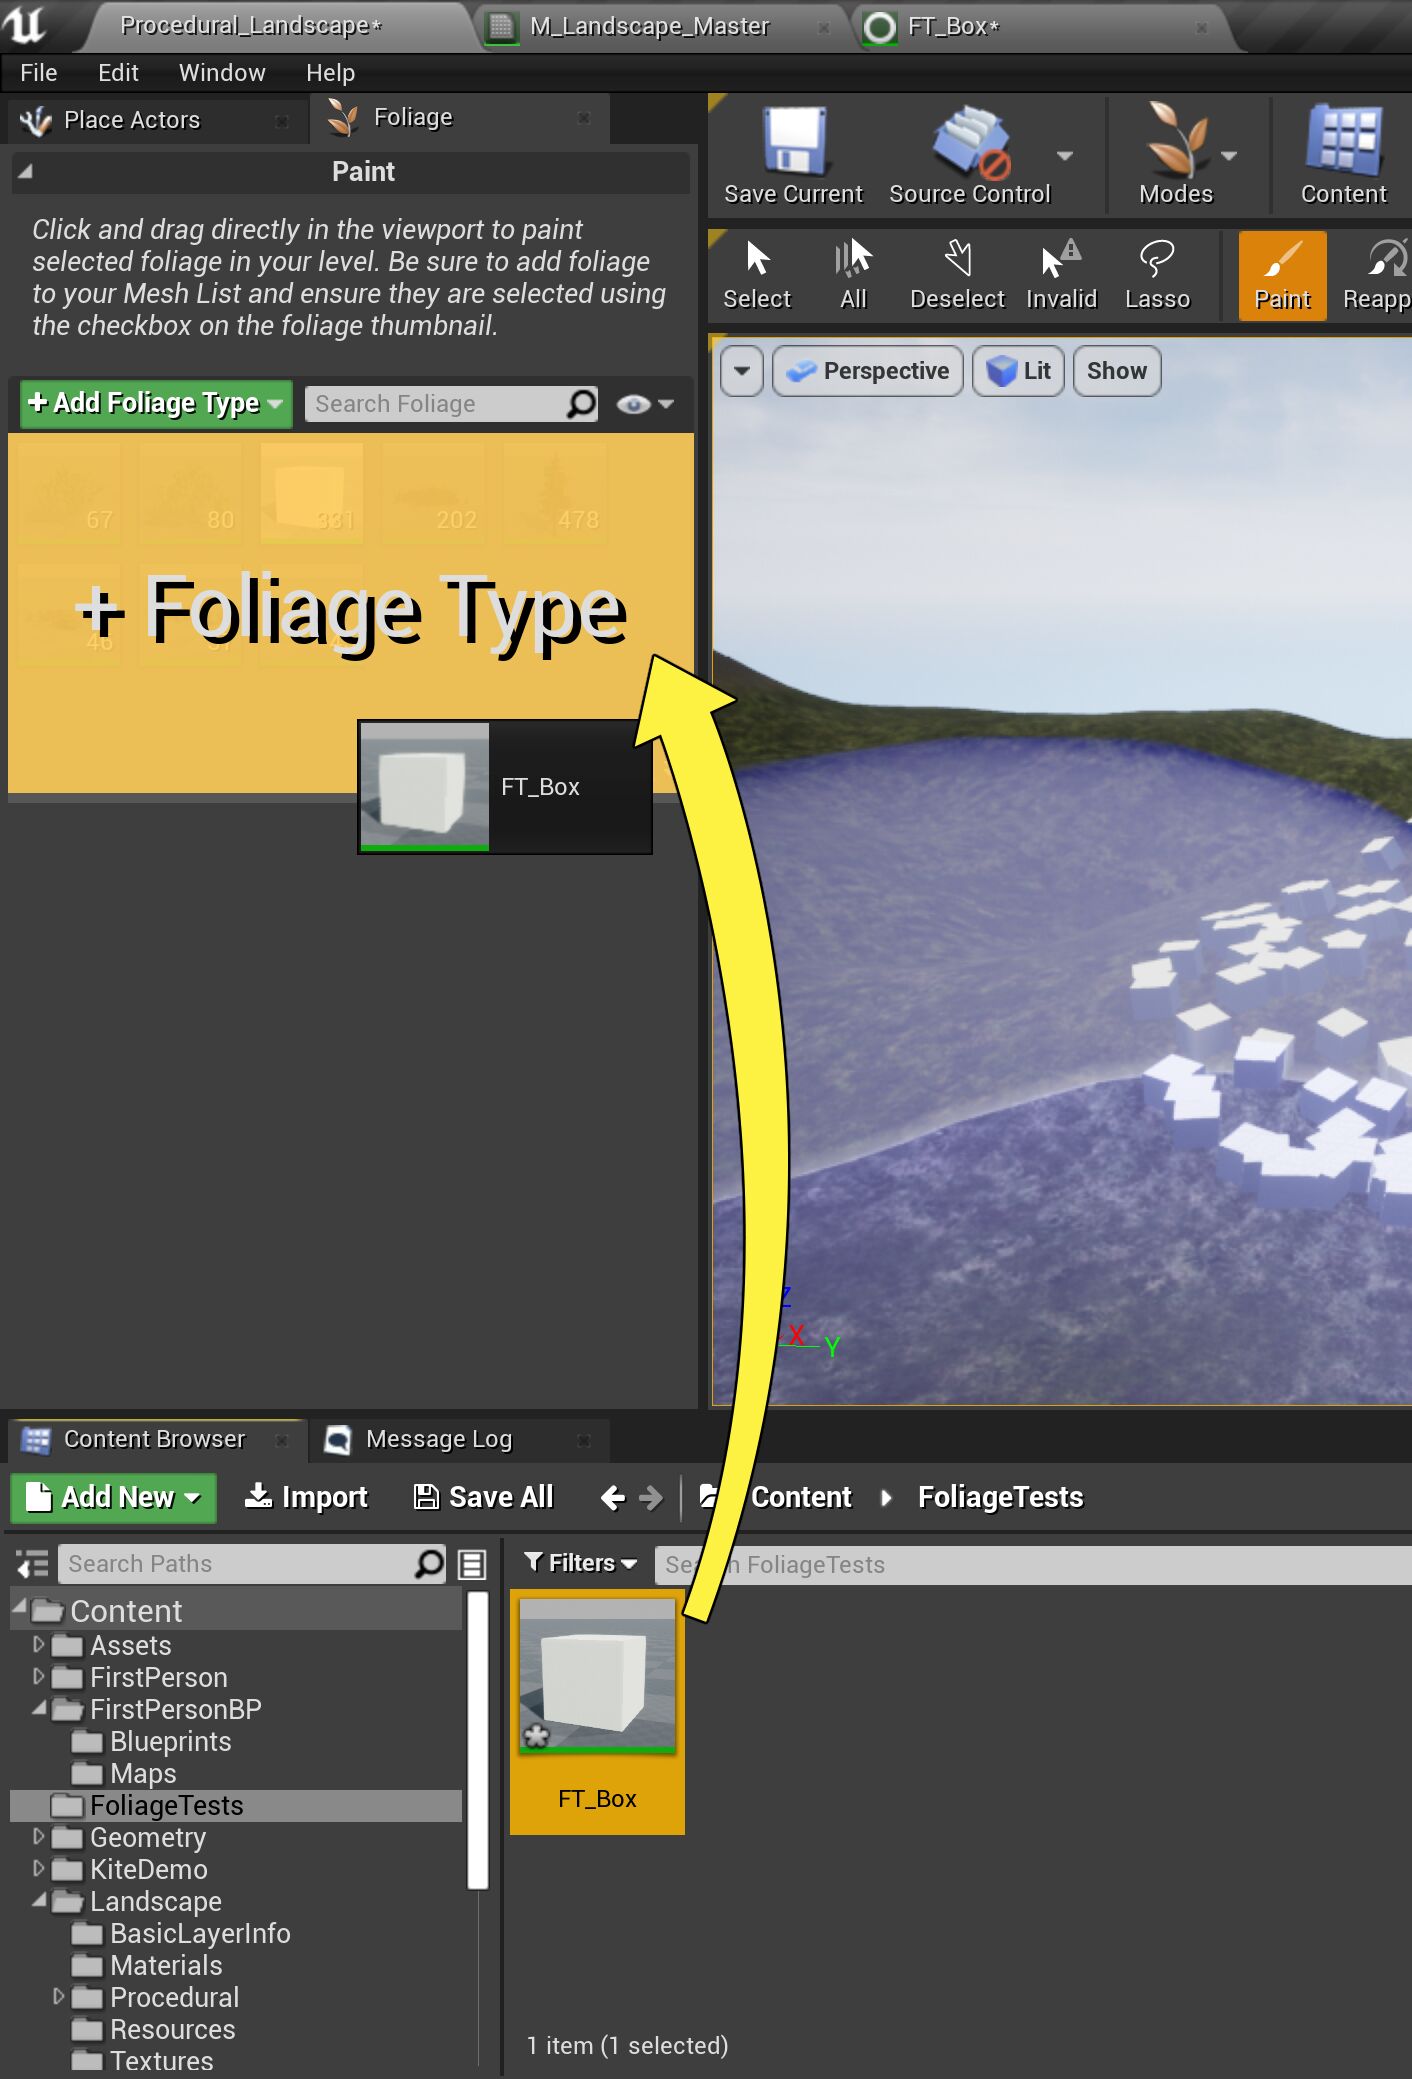 Procedural_Landscape*
M_Landscape_Master
FT_Box*
File Edit Window Help
Place Actors
Foliage
Paint
Click and drag directly in the viewport to paint
selected foliage in your level. Be sure to add foliage
to your Mesh List and ensure they are selected using
the checkbox on the foliage thumbnail.
+ Add Foliage Type
Search Foliage
67
80
331
202
478
46
+ Foliage Type
FT_Box
Save Current
Source Control
Modes
Content
Select
All
Deselect
Invalid
Lasso
Paint
Reapp
Perspective
Lit
Show
Z
X
Y
Content Browser
Message Log
Add New
Import
Save All
Content
FoliageTests
Search Paths
Filters
FoliageTests
Content
Assets
FirstPerson
FirstPersonBP
Blueprints
Maps
FoliageTests
Geometry
KiteDemo
Landscape
BasicLayerInfo
Materials
Procedural
Resources
Textures
FT_Box
1 item (1 selected)